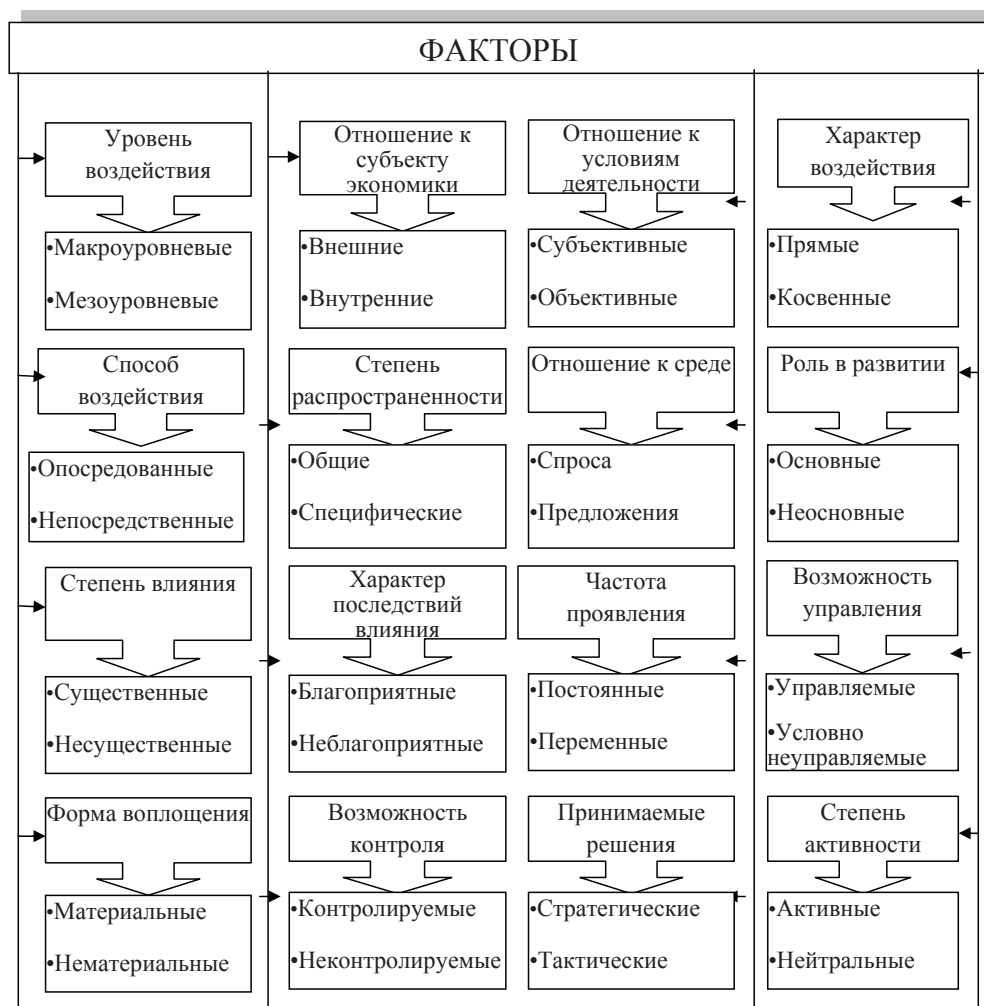 ФАКТОРЫ
Уровень
воздействия
•Макроуровневые
•Мезоуровневые
Отношение к
субъекту
экономики
•Внешние
•Внутренние
Отношение к
условиям
деятельности
•Субъективные
•Объективные
Характер
воздействия
•Прямые
•Косвенные
Способ
воздействия
•Опосредованные
•Непосредственные
Степень
распространенности
•Общие
•Специфические
Отношение к среде
•Спроса
•Предложения
Роль в развитии
•Основные
•Неосновные
Степень влияния
•Существенные
•Несущественные
Характер
последствий
влияния
•Благоприятные
•Неблагоприятные
Частота
проявления
•Постоянные
•Переменные
Возможность
управления
•Управляемые
•Условно
неуправляемые
Форма воплощения
•Материальные
•Нематериальные
Возможность
контроля
•Контролируемые
•Неконтролируемые
Принимаемые
решения
•Стратегические
•Тактические
Степень
активности
•Активные
•Нейтральные